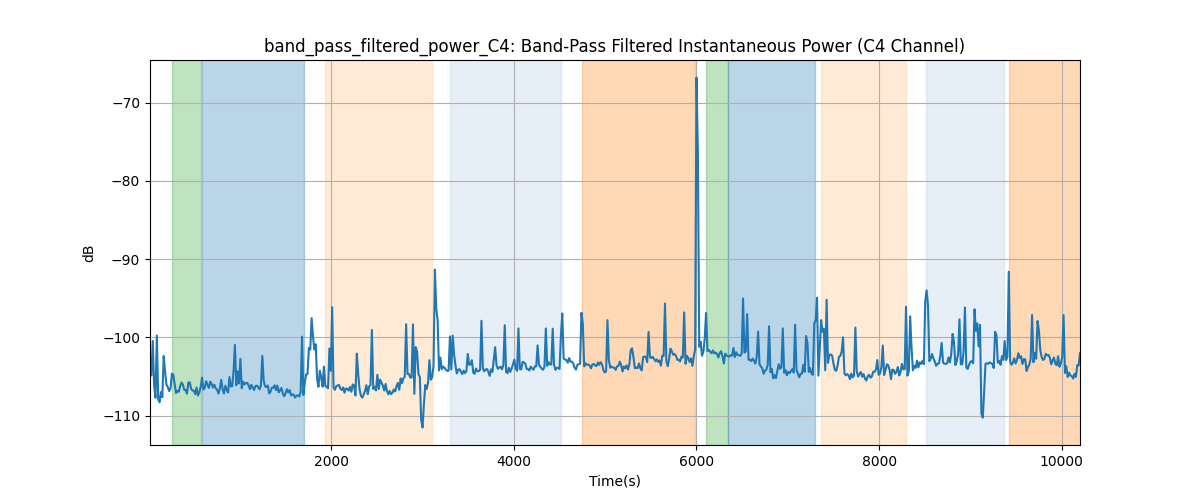 band_pass_filtered_power_C4: Band-Pass Filtered Instantaneous Power (C4 Channel)
−70
−80
−90
−100
−110
dB
2000 4000 6000 8000 10000
Time(s)